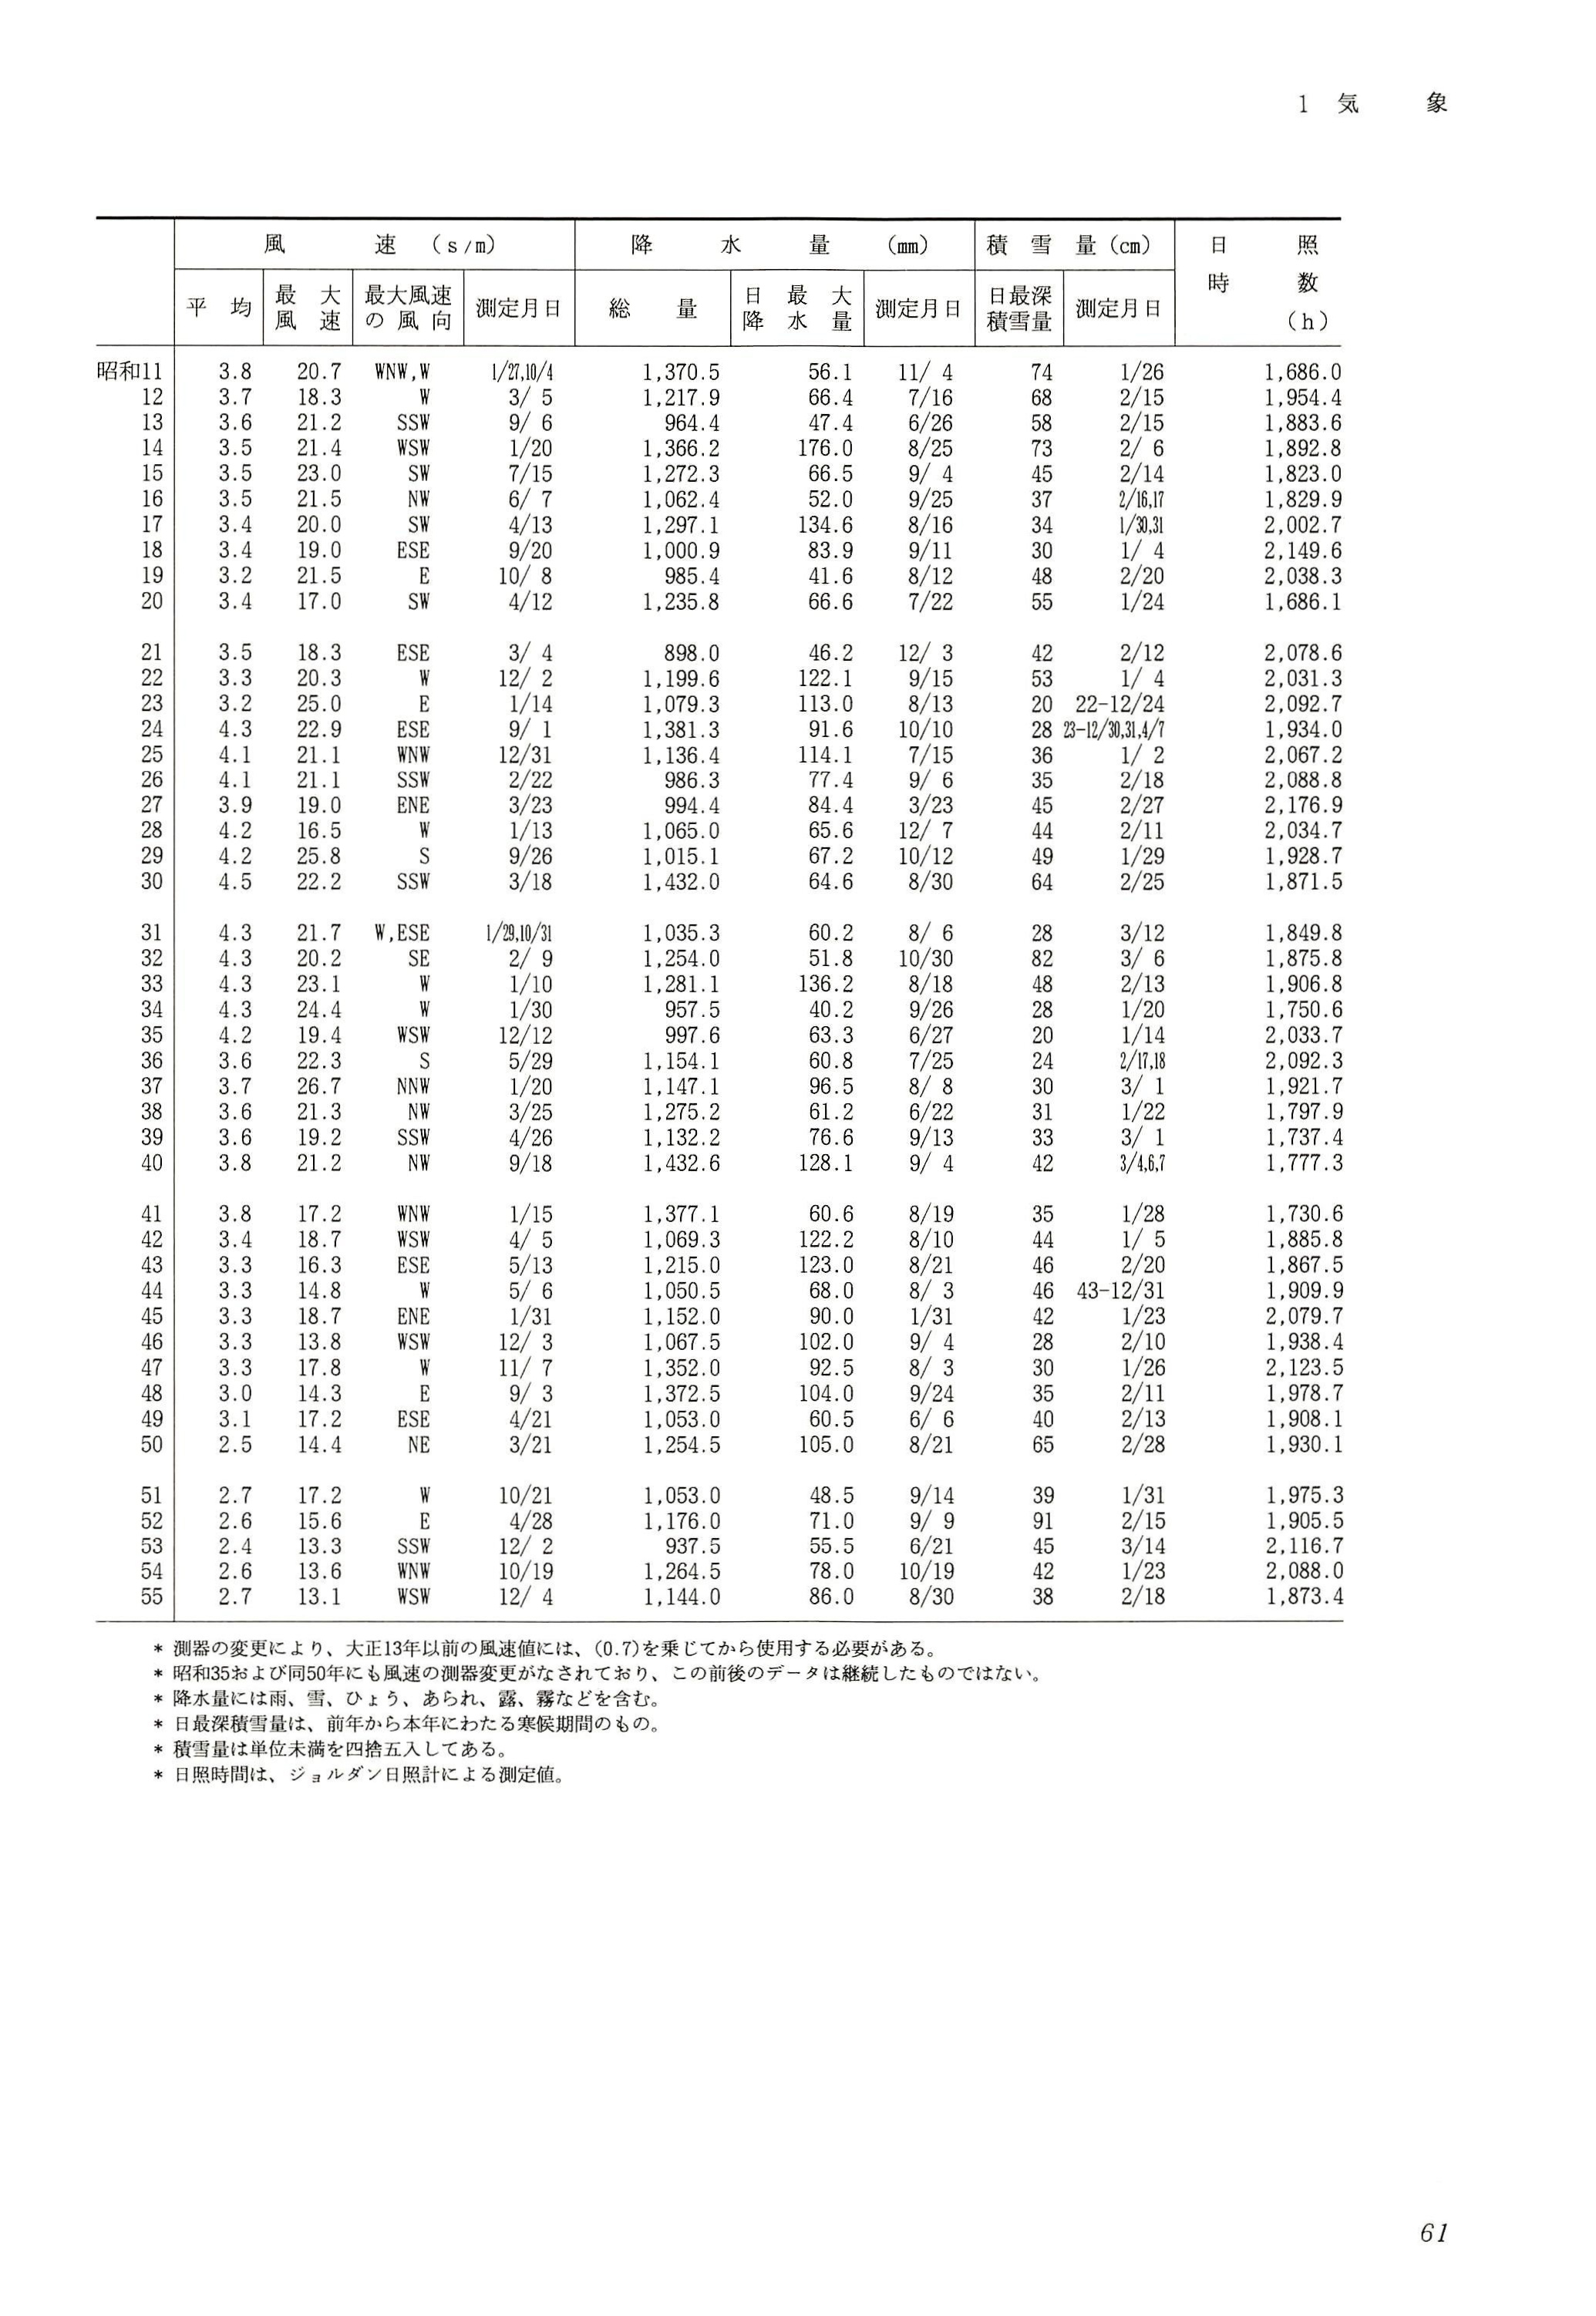 1 気 象
風 速 (s/m) 降 水 量 (mm) 積 雪 量 (cm) 日 照
時 数
(h)
平 均 最 大 風 速 最大風速の風向 測定月日 総 量 日 最 大 降 水 量 測定月日 日最深積雪量 測定月日
昭和11 3.8 20.7 WNW,W 1/27,10/4 1,370.5 56.1 11/ 4 74 1/26 1,686.0
12 3.7 18.3 W 3/ 5 1,217.9 66.4 7/16 68 2/15 1,954.4
13 3.6 21.2 SSW 9/ 6 964.4 47.4 6/26 58 2/15 1,883.6
14 3.5 21.4 WSW 1/20 1,366.2 176.0 8/25 73 2/ 6 1,892.8
15 3.5 23.0 SW 7/15 1,272.3 66.5 9/ 4 45 2/14 1,823.0
16 3.5 21.5 NW 6/ 7 1,062.4 52.0 9/25 37 2/16,17 1,829.9
17 3.4 20.0 SW 4/13 1,297.1 134.6 8/16 34 1/30,31 2,002.7
18 3.4 19.0 ESE 9/20 1,000.9 83.9 9/11 30 1/ 4 2,149.6
19 3.2 21.5 E 10/ 8 985.4 41.6 8/12 48 2/20 2,038.3
20 3.4 17.0 SW 4/12 1,235.8 66.6 7/22 55 1/24 1,686.1
21 3.5 18.3 ESE 3/ 4 898.0 46.2 12/ 3 42 2/12 2,078.6
22 3.3 20.3 W 12/ 2 1,199.6 122.1 9/15 53 1/ 4 2,031.3
23 3.2 25.0 E 1/14 1,079.3 113.0 8/13 20 22-12/24 2,092.7
24 4.3 22.9 ESE 9/ 1 1,381.3 91.6 10/10 28 23-12/30,31,4/7 1,934.0
25 4.1 21.1 WNW 12/31 1,136.4 114.1 7/15 36 1/ 2 2,067.2
26 4.1 21.1 SSW 2/22 986.3 77.4 9/ 6 35 2/18 2,088.8
27 3.9 19.0 ENE 3/23 994.4 84.4 3/23 45 2/27 2,176.9
28 4.2 16.5 W 1/13 1,065.0 65.6 12/ 7 44 2/11 2,034.7
29 4.2 25.8 S 9/26 1,015.1 67.2 10/12 49 1/29 1,928.7
30 4.5 22.2 SSW 3/18 1,432.0 64.6 8/30 64 2/25 1,871.5
31 4.3 21.7 W,ESE 1/29,10/31 1,035.3 60.2 8/ 6 28 3/12 1,849.8
32 4.3 20.2 SE 2/ 9 1,254.0 51.8 10/30 82 3/ 6 1,875.8
33 4.3 23.1 W 1/10 1,281.1 136.2 8/18 48 2/13 1,906.8
34 4.3 24.4 W 1/30 957.5 40.2 9/26 28 1/20 1,750.6
35 4.2 19.4 WSW 12/12 997.6 63.3 6/27 20 1/14 2,033.7
36 3.6 22.3 S 5/29 1,154.1 60.8 7/25 24 2/17,18 2,092.3
37 3.7 26.7 NNW 1/20 1,147.1 96.5 8/ 8 30 3/ 1 1,921.7
38 3.6 21.3 NW 3/25 1,275.2 61.2 6/22 31 1/22 1,797.9
39 3.6 19.2 SSW 4/26 1,132.2 76.6 9/13 33 3/ 1 1,737.4
40 3.8 21.2 NW 9/18 1,432.6 128.1 9/ 4 42 3/4,6,7 1,777.3
41 3.8 17.2 WNW 1/15 1,377.1 60.6 8/19 35 1/28 1,730.6
42 3.4 18.7 WSW 4/ 5 1,069.3 122.2 8/10 44 1/ 5 1,885.8
43 3.3 16.3 ESE 5/13 1,215.0 123.0 8/21 46 2/20 1,867.5
44 3.3 14.8 W 5/ 6 1,050.5 68.0 8/ 3 46 43-12/31 1,909.9
45 3.3 18.7 ENE 1/31 1,152.0 90.0 1/31 42 1/23 2,079.7
46 3.3 13.8 WSW 12/ 3 1,067.5 102.0 9/ 4 28 2/10 1,938.4
47 3.3 17.8 W 11/ 7 1,352.0 92.5 8/ 3 30 1/26 2,123.5
48 3.0 14.3 E 9/ 3 1,372.5 104.0 9/24 35 2/11 1,978.7
49 3.1 17.2 ESE 4/21 1,053.0 60.5 6/ 6 40 2/13 1,908.1
50 2.5 14.4 NE 3/21 1,254.5 105.0 8/21 65 2/28 1,930.1
51 2.7 17.2 W 10/21 1,053.0 48.5 9/14 39 1/31 1,975.3
52 2.6 15.6 E 4/28 1,176.0 71.0 9/ 9 91 2/15 1,905.5
53 2.4 13.3 SSW 12/ 2 937.5 55.5 6/21 45 3/14 2,116.7
54 2.6 13.6 WNW 10/19 1,264.5 78.0 10/19 42 1/23 2,088.0
55 2.7 13.1 WSW 12/ 4 1,144.0 86.0 8/30 38 2/18 1,873.4
* 測器の変更により、大正13年以前の風速値には、(0.7)を乗じてから使用する必要がある。
* 昭和35および同50年にも風速の測器変更がなされており、この前後のデータは継続したものではない。
* 降水量には雨、雪、ひょう、あられ、露、霧などを含む。
* 日最深積雪量は、前年から本年にわたる寒候期間のもの。
* 積雪量は単位未満を四捨五入してある。
* 日照時間は、ジョルダン日照計による測定値。
61